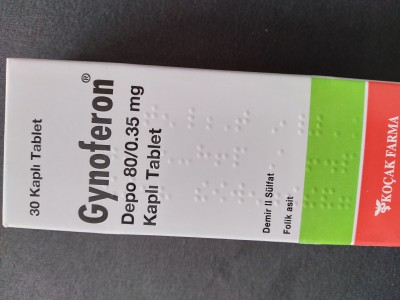 30 Kaplı Tablet
Gynoferon®
Depo 80/0.35 mg
Kaplı Tablet
Demir II Sülfat
Folik asit
KOÇAK FARMA